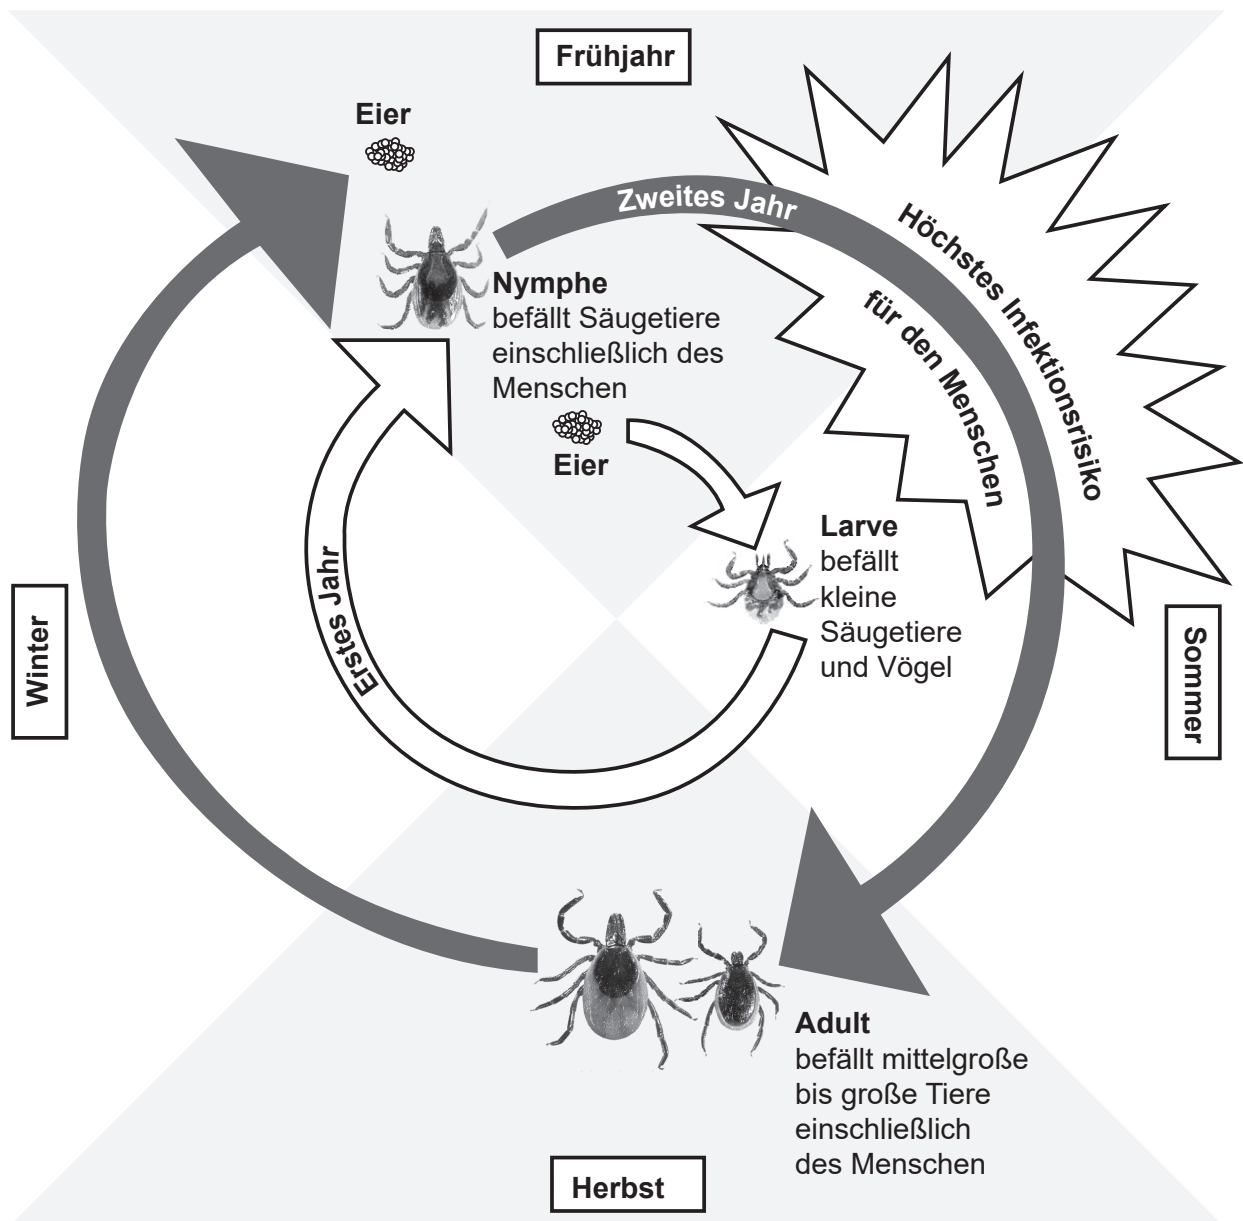 Frühjahr
Eier
Zweites Jahr
Höchstes Infektionsrisiko
für den Menschen
Nymphe
befällt Säugetiere
einschließlich des
Menschen
Eier
Larve
befällt
kleine
Säugetiere
und Vögel
Erstes Jahr
Winter
Sommer
Adult
befällt mittelgroße
bis große Tiere
einschließlich
des Menschen
Herbst